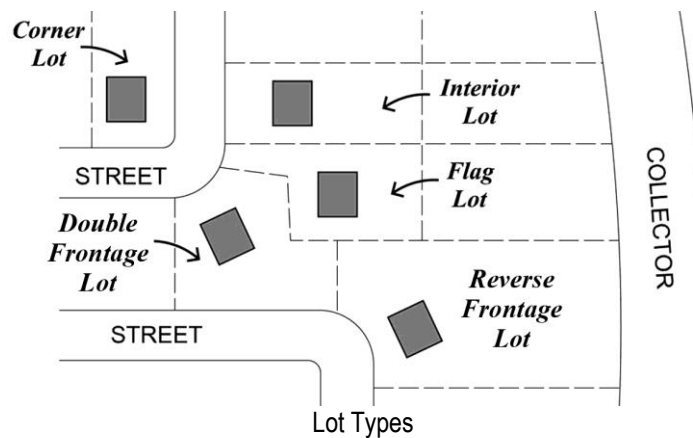 Corner
Lot
Interior
Lot
STREET
Flag
Lot
COLLECTOR
Double
Frontage
Lot
Reverse
Frontage
Lot
STREET
Lot Types